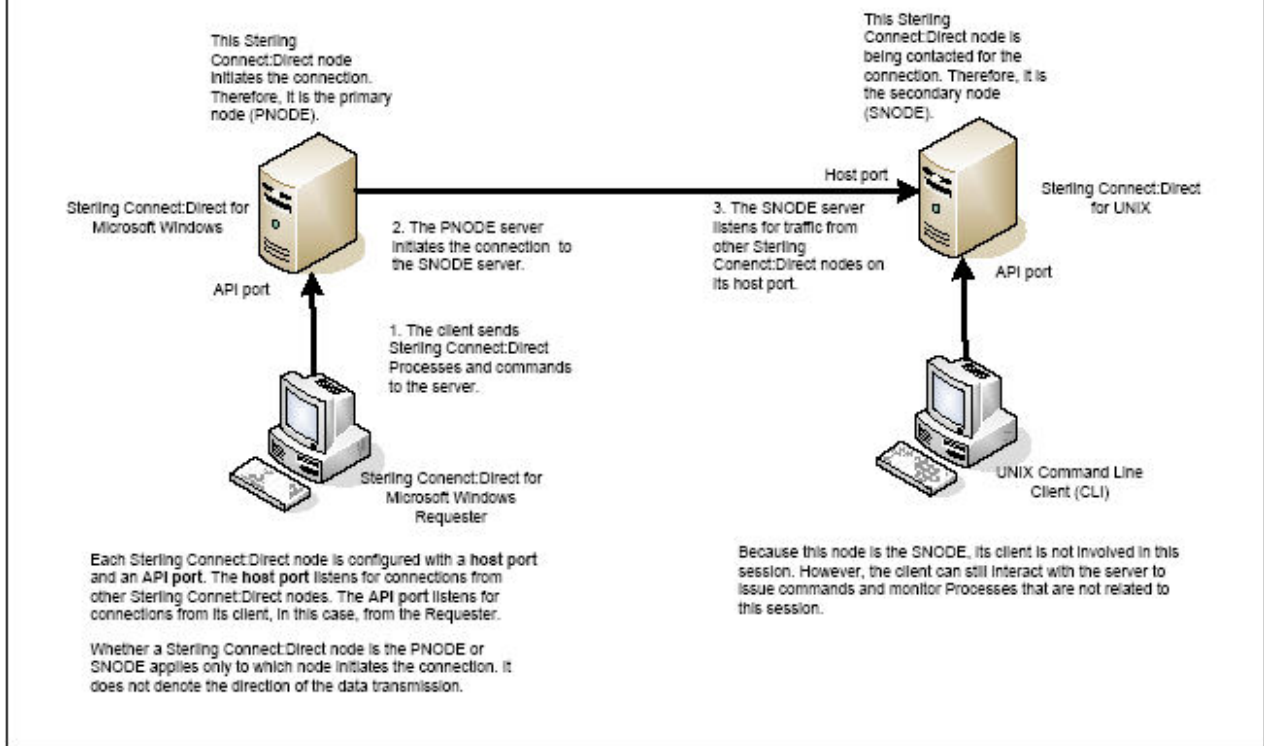 This Sterling
Connect:Direct node
initiates the connection.
Therefore, it is the primary
node (PNODE).
This Sterling
Connect:Direct node is
being contacted for the
connection. Therefore, it is
the secondary node
(SNODE).
Host port
Sterling Connect:Direct for
Microsoft Windows
Sterling Connect:Direct
for UNIX
2. The PNODE server
initiates the connection to
the SNODE server.
3. The SNODE server
listens for traffic from
other Sterling
Conenct:Direct nodes on
its host port.
API port
API port
1. The client sends
Sterling Connect:Direct
Processes and commands
to the server.
Sterling Conenct:Direct for
Microsoft Windows
Requester
UNIX Command Line
Client (CLI)
Each Sterling Connect:Direct node is configured with a host port
and an API port. The host port listens for connections from
other Sterling Connet:Direct nodes. The API port listens for
connections from its client, in this case, from the Requester.
Whether a Sterling Connect:Direct node is the PNODE or
SNODE applies only to which node initiates the connection. It
does not denote the direction of the data transmission.
Because this node is the SNODE, its client is not involved in this
session. However, the client can still interact with the server to
issue commands and monitor Processes that are not related to
this session.